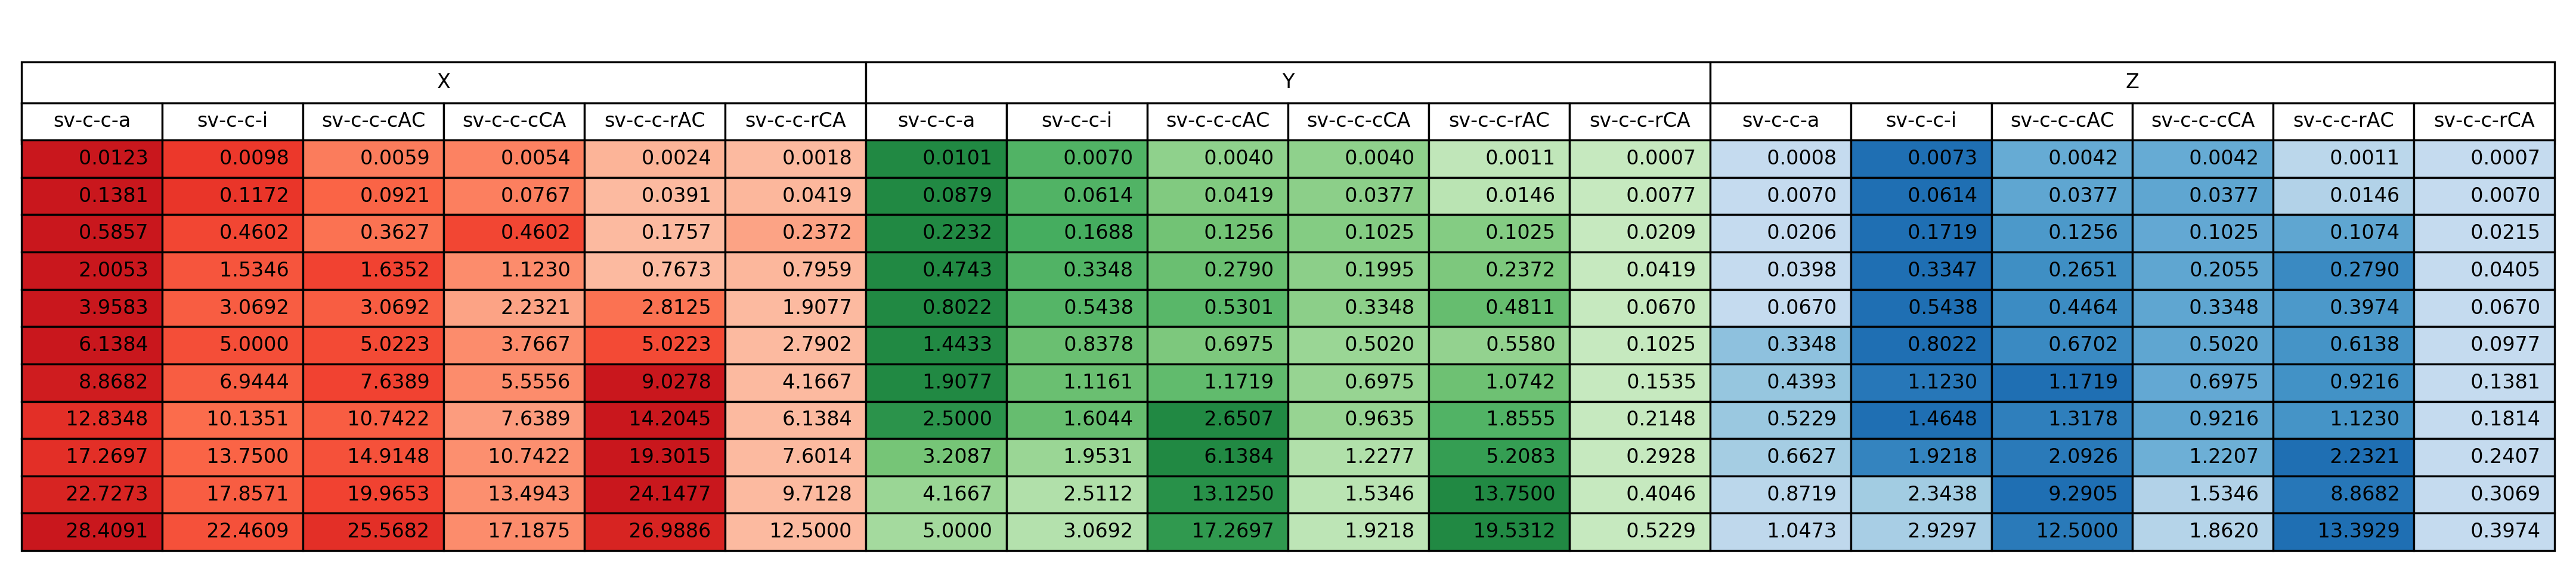 X Y Z
sv-c-c-a sv-c-c-i sv-c-c-cAC sv-c-c-cCA sv-c-c-rAC sv-c-c-rCA sv-c-c-a sv-c-c-i sv-c-c-cAC sv-c-c-cCA sv-c-c-rAC sv-c-c-rCA sv-c-c-a sv-c-c-i sv-c-c-cAC sv-c-c-cCA sv-c-c-rAC sv-c-c-rCA
0.0123 0.0098 0.0059 0.0054 0.0024 0.0018 0.0101 0.0070 0.0040 0.0040 0.0011 0.0007 0.0008 0.0073 0.0042 0.0042 0.0011 0.0007
0.1381 0.1172 0.0921 0.0767 0.0391 0.0419 0.0879 0.0614 0.0419 0.0377 0.0146 0.0077 0.0070 0.0614 0.0377 0.0377 0.0146 0.0070
0.5857 0.4602 0.3627 0.4602 0.1757 0.2372 0.2232 0.1688 0.1256 0.1025 0.1025 0.0209 0.0206 0.1719 0.1256 0.1025 0.1074 0.0215
2.0053 1.5346 1.6352 1.1230 0.7673 0.7959 0.4743 0.3348 0.2790 0.1995 0.2372 0.0419 0.0398 0.3347 0.2651 0.2055 0.2790 0.0405
3.9583 3.0692 3.0692 2.2321 2.8125 1.9077 0.8022 0.5438 0.5301 0.3348 0.4811 0.0670 0.0670 0.5438 0.4464 0.3348 0.3974 0.0670
6.1384 5.0000 5.0223 3.7667 5.0223 2.7902 1.4433 0.8378 0.6975 0.5020 0.5580 0.1025 0.3348 0.8022 0.6702 0.5020 0.6138 0.0977
8.8682 6.9444 7.6389 5.5556 9.0278 4.1667 1.9077 1.1161 1.1719 0.6975 1.0742 0.1535 0.4393 1.1230 1.1719 0.6975 0.9216 0.1381
12.8348 10.1351 10.7422 7.6389 14.2045 6.1384 2.5000 1.6044 2.6507 0.9635 1.8555 0.2148 0.5229 1.4648 1.3178 0.9216 1.1230 0.1814
17.2697 13.7500 14.9148 10.7422 19.3015 7.6014 3.2087 1.9531 6.1384 1.2277 5.2083 0.2928 0.6627 1.9218 2.0926 1.2207 2.2321 0.2407
22.7273 17.8571 19.9653 13.4943 24.1477 9.7128 4.1667 2.5112 13.1250 1.5346 13.7500 0.4046 0.8719 2.3438 9.2905 1.5346 8.8682 0.3069
28.4091 22.4609 25.5682 17.1875 26.9886 12.5000 5.0000 3.0692 17.2697 1.9218 19.5312 0.5229 1.0473 2.9297 12.5000 1.8620 13.3929 0.3974